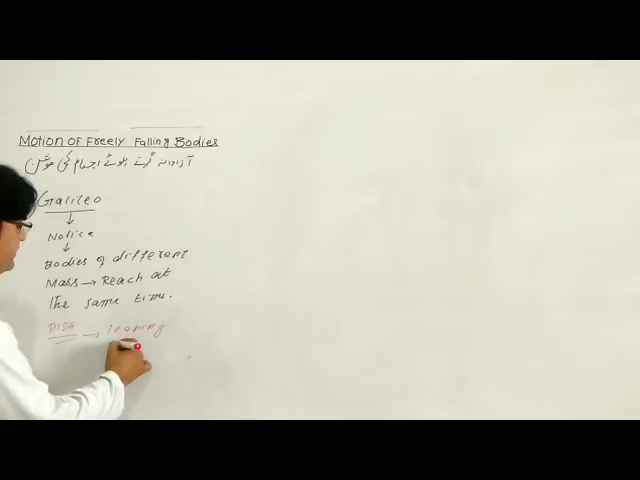 Motion of Freely Falling Bodies
آزادانہ گرتے ہوئے اجسام کی موشن
Galileo
↓
Notice
↓
Bodies of different
Mass → Reach at
The same time.
PISA → leaning